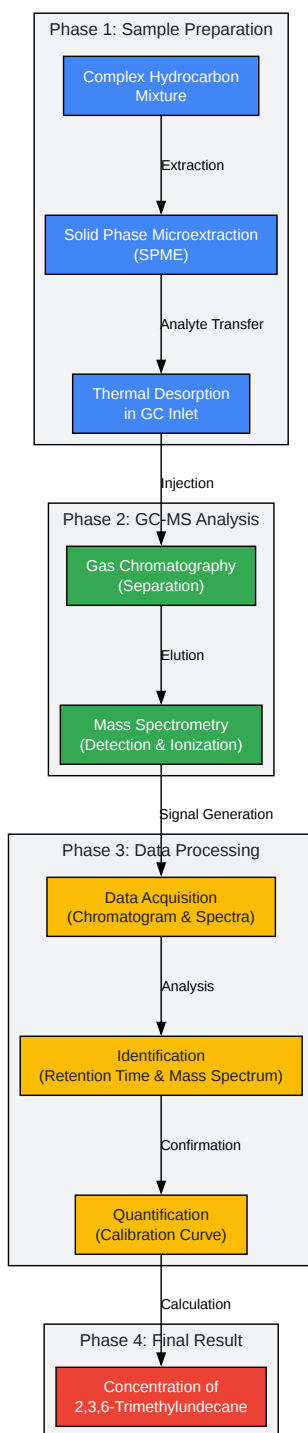 Phase 1: Sample Preparation
Complex Hydrocarbon
Mixture
Extraction
Solid Phase Microextraction
(SPME)
Analyte Transfer
Thermal Desorption
in GC Inlet
Injection
Phase 2: GC-MS Analysis
Gas Chromatography
(Separation)
Elution
Mass Spectrometry
(Detection & Ionization)
Signal Generation
Phase 3: Data Processing
Data Acquisition
(Chromatogram & Spectra)
Analysis
Identification
(Retention Time & Mass Spectrum)
Confirmation
Quantification
(Calibration Curve)
Calculation
Phase 4: Final Result
Concentration of
2,3,6-Trimethylundecane